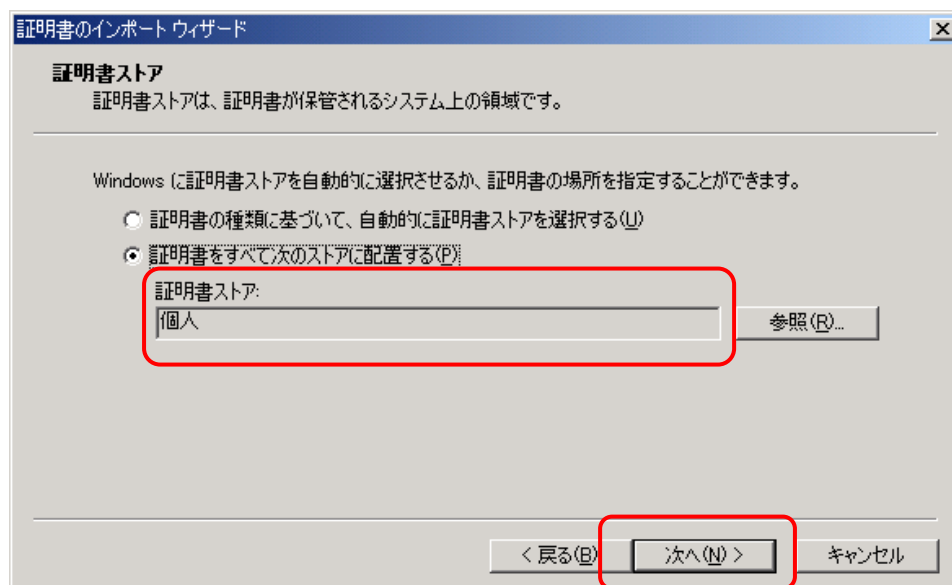 証明書のインポート ウィザード
証明書ストア
証明書ストアは、証明書が保管されるシステム上の領域です。
Windows に証明書ストアを自動的に選択させるか、証明書の場所を指定することができます。
証明書の種類に基づいて、自動的に証明書ストアを選択する(U)
証明書をすべて次のストアに配置する(P)
証明書ストア:
個人
参照(R)...
< 戻る(B)
次へ(N) >
キャンセル